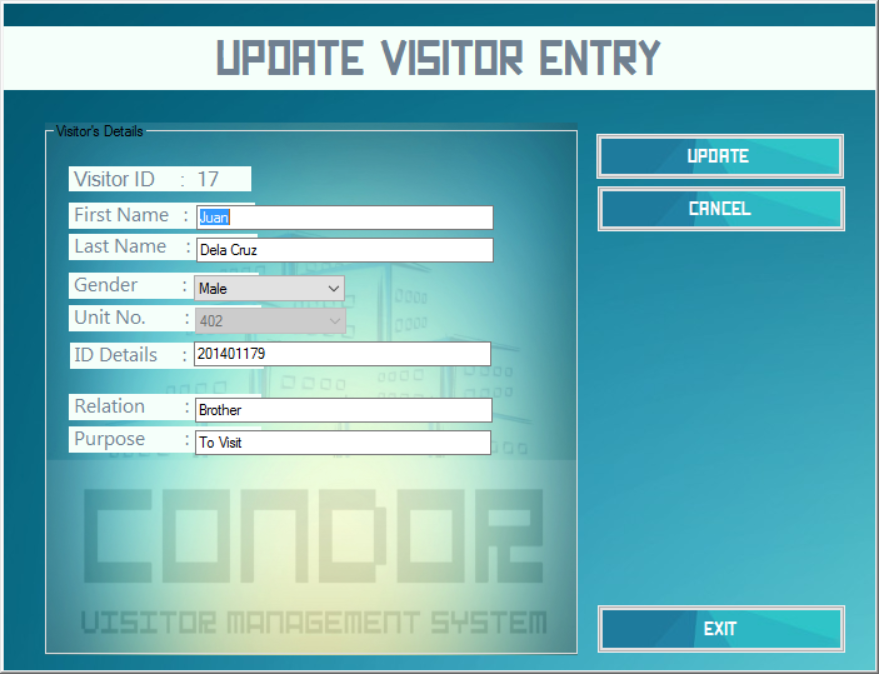 UPDATE VISITOR ENTRY
Visitor's Details
Visitor ID : 17
First Name : Juan
Last Name : Dela Cruz
Gender : Male
Unit No. : 402
ID Details : 201401179
Relation : Brother
Purpose : To Visit
UPDATE
CANCEL
EXIT
CONDOR
VISITOR MANAGEMENT SYSTEM